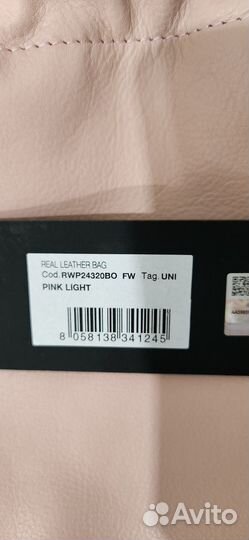 REAL LEATHER BAG
Cod. RWP24320BO FW Tag. UNI
PINK LIGHT
8 058138 341245
Avito